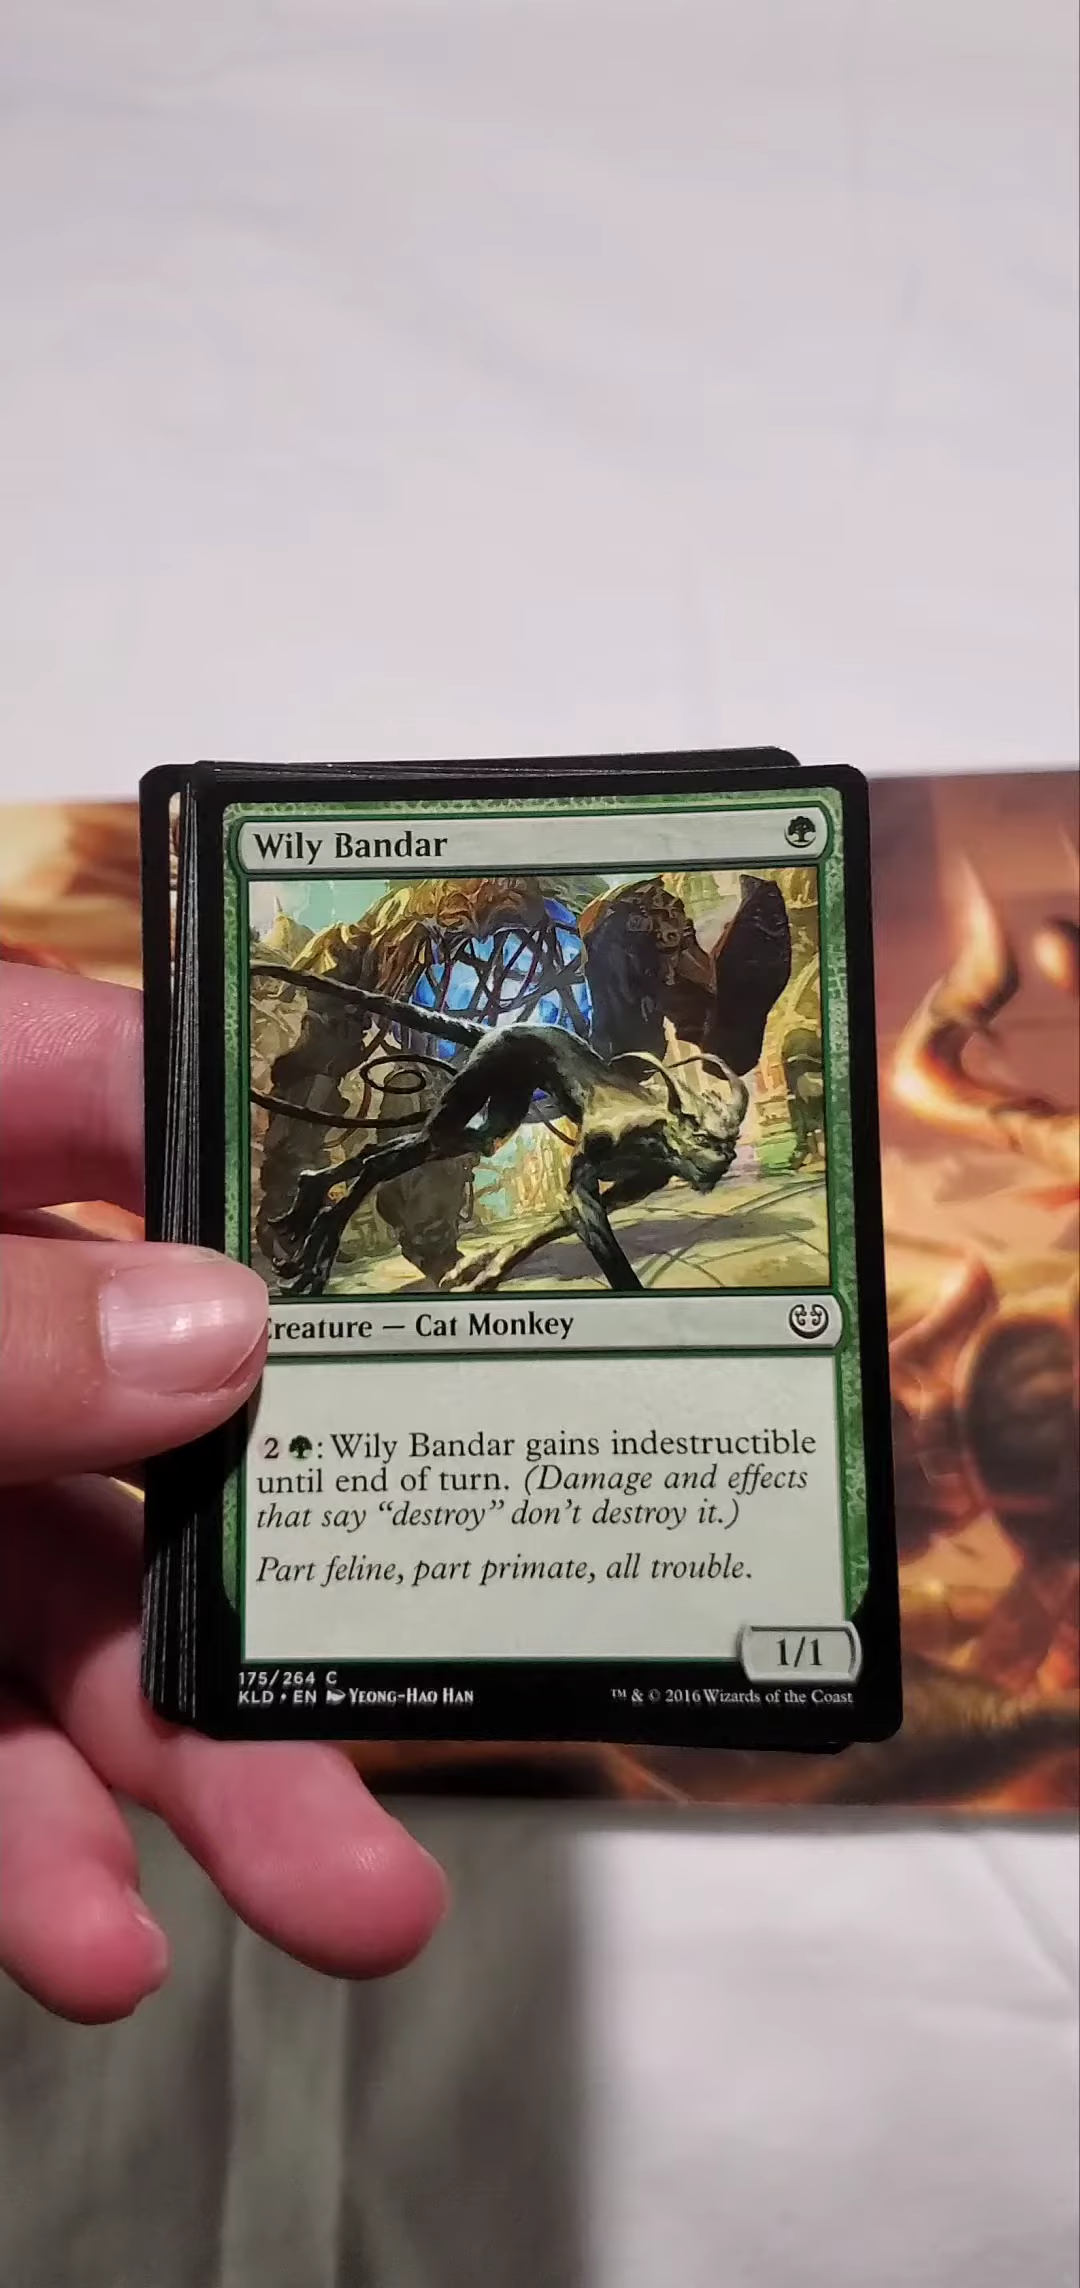 Wily Bandar
Creature — Cat Monkey
2 : Wily Bandar gains indestructible
until end of turn. (Damage and effects
that say “destroy” don’t destroy it.)
Part feline, part primate, all trouble.
1/1
175/264 C
KLD • EN YEONG-HAO HAN
™ & © 2016 Wizards of the Coast